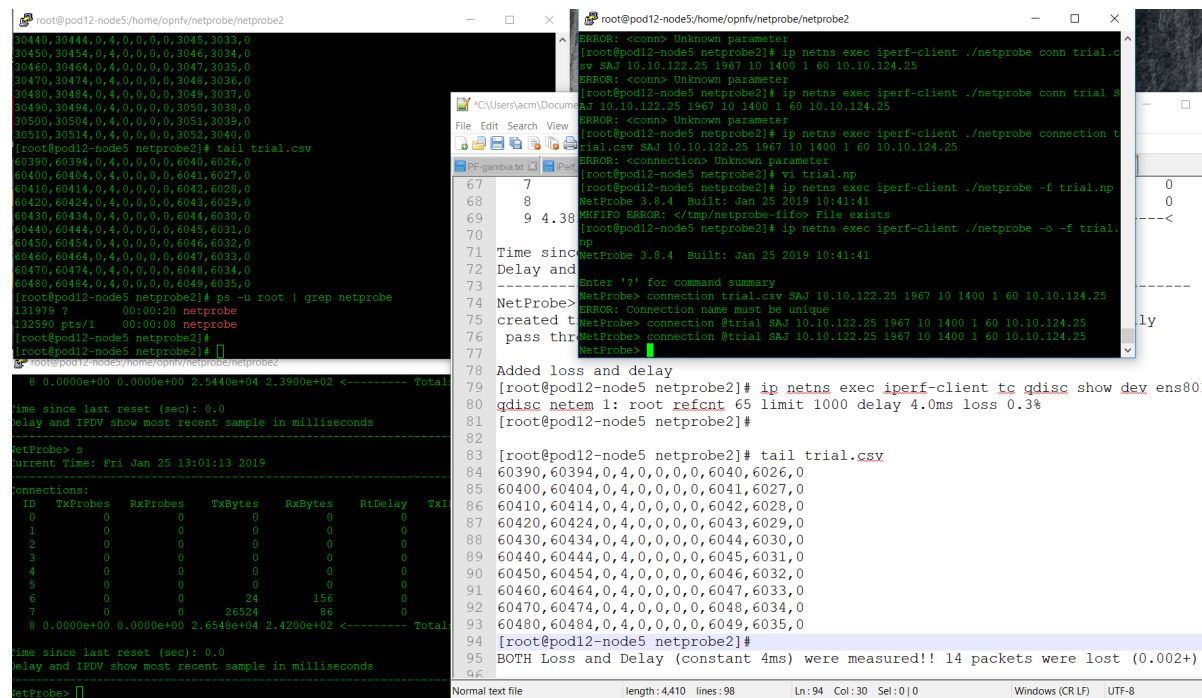 root@pod12-node5:/home/opnfv/netprobe/netprobe2
30440,30444,0,4,0,0,0,0,3045,3033,0
30450,30454,0,4,0,0,0,0,3046,3034,0
30460,30464,0,4,0,0,0,0,3047,3035,0
30470,30474,0,4,0,0,0,0,3048,3036,0
30480,30484,0,4,0,0,0,0,3049,3037,0
30490,30494,0,4,0,0,0,0,3050,3038,0
30500,30504,0,4,0,0,0,0,3051,3039,0
30510,30514,0,4,0,0,0,0,3052,3040,0
[root@pod12-node5 netprobe2]# tail trial.csv
60390,60394,0,4,0,0,0,0,6040,6026,0
60400,60404,0,4,0,0,0,0,6041,6027,0
60410,60414,0,4,0,0,0,0,6042,6028,0
60420,60424,0,4,0,0,0,0,6043,6029,0
60430,60434,0,4,0,0,0,0,6044,6030,0
60440,60444,0,4,0,0,0,0,6045,6031,0
60450,60454,0,4,0,0,0,0,6046,6032,0
60460,60464,0,4,0,0,0,0,6047,6033,0
60470,60474,0,4,0,0,0,0,6048,6034,0
60480,60484,0,4,0,0,0,0,6049,6035,0
[root@pod12-node5 netprobe2]# ps -u root | grep netprobe
131979 ? 00:00:20 netprobe
132590 pts/1 00:00:08 netprobe
[root@pod12-node5 netprobe2]#
[root@pod12-node5 netprobe2]#
root@pod12-node5:/home/opnfv/netprobe/netprobe2
8 0.0000e+00 0.0000e+00 2.5440e+04 2.3900e+02 <--------- Total
Time since last reset (sec): 0.0
Delay and IPDV show most recent sample in milliseconds
NetProbe> s
Current Time: Fri Jan 25 13:01:13 2019
Connections:
ID TxProbes RxProbes TxBytes RxBytes RtDelay TxI
0 0 0 0 0 0
1 0 0 0 0 0
2 0 0 0 0 0
3 0 0 0 0 0
4 0 0 0 0 0
5 0 0 0 0 0
6 0 0 24 156 0
7 0 0 26524 86 0
8 0.0000e+00 0.0000e+00 2.6548e+04 2.4200e+02 <--------- Total
Time since last reset (sec): 0.0
Delay and IPDV show most recent sample in milliseconds
NetProbe>
root@pod12-node5:/home/opnfv/netprobe/netprobe2
ERROR: <conn> Unknown parameter
[root@pod12-node5 netprobe2]# ip netns exec iperf-client ./netprobe conn trial.c
sv SAJ 10.10.122.25 1967 10 1400 1 60 10.10.124.25
ERROR: <conn> Unknown parameter
[root@pod12-node5 netprobe2]# ip netns exec iperf-client ./netprobe conn trial S
AJ 10.10.122.25 1967 10 1400 1 60 10.10.124.25
ERROR: <conn> Unknown parameter
[root@pod12-node5 netprobe2]# ip netns exec iperf-client ./netprobe connection t
rial.csv SAJ 10.10.122.25 1967 10 1400 1 60 10.10.124.25
ERROR: <connection> Unknown parameter
[root@pod12-node5 netprobe2]# vi trial.np
[root@pod12-node5 netprobe2]# ip netns exec iperf-client ./netprobe -f trial.np
NetProbe 3.8.4 Built: Jan 25 2019 10:41:41
MKFIFO ERROR: </tmp/netprobe-fifo> File exists
[root@pod12-node5 netprobe2]# ip netns exec iperf-client ./netprobe -o -f trial.
np
NetProbe 3.8.4 Built: Jan 25 2019 10:41:41
Enter '?' for command summary
NetProbe> connection trial.csv SAJ 10.10.122.25 1967 10 1400 1 60 10.10.124.25
ERROR: Connection name must be unique
NetProbe> connection @trial SAJ 10.10.122.25 1967 10 1400 1 60 10.10.124.25
NetProbe> connection @trial SAJ 10.10.122.25 1967 10 1400 1 60 10.10.124.25
NetProbe>
*C:\Users\acm\Docume
File Edit Search View
PF-gambia.txt iPerf
67 7 0
68 8 0
69 9 4.38 ---<
70
71 Time sinc
72 Delay and
73 ----------
74 NetProbe>
75 created t ly
76 pass thr
77
78 Added loss and delay
79 [root@pod12-node5 netprobe2]# ip netns exec iperf-client tc qdisc show dev ens80
80 qdisc netem 1: root refcnt 65 limit 1000 delay 4.0ms loss 0.3%
81 [root@pod12-node5 netprobe2]#
82
83 [root@pod12-node5 netprobe2]# tail trial.csv
84 60390,60394,0,4,0,0,0,0,6040,6026,0
85 60400,60404,0,4,0,0,0,0,6041,6027,0
86 60410,60414,0,4,0,0,0,0,6042,6028,0
87 60420,60424,0,4,0,0,0,0,6043,6029,0
88 60430,60434,0,4,0,0,0,0,6044,6030,0
89 60440,60444,0,4,0,0,0,0,6045,6031,0
90 60450,60454,0,4,0,0,0,0,6046,6032,0
91 60460,60464,0,4,0,0,0,0,6047,6033,0
92 60470,60474,0,4,0,0,0,0,6048,6034,0
93 60480,60484,0,4,0,0,0,0,6049,6035,0
94 [root@pod12-node5 netprobe2]#
95 BOTH Loss and Delay (constant 4ms) were measured!! 14 packets were lost (0.002+)
96
Normal text file length : 4,410 lines : 98 Ln : 94 Col : 30 Sel : 0 | 0 Windows (CR LF) UTF-8